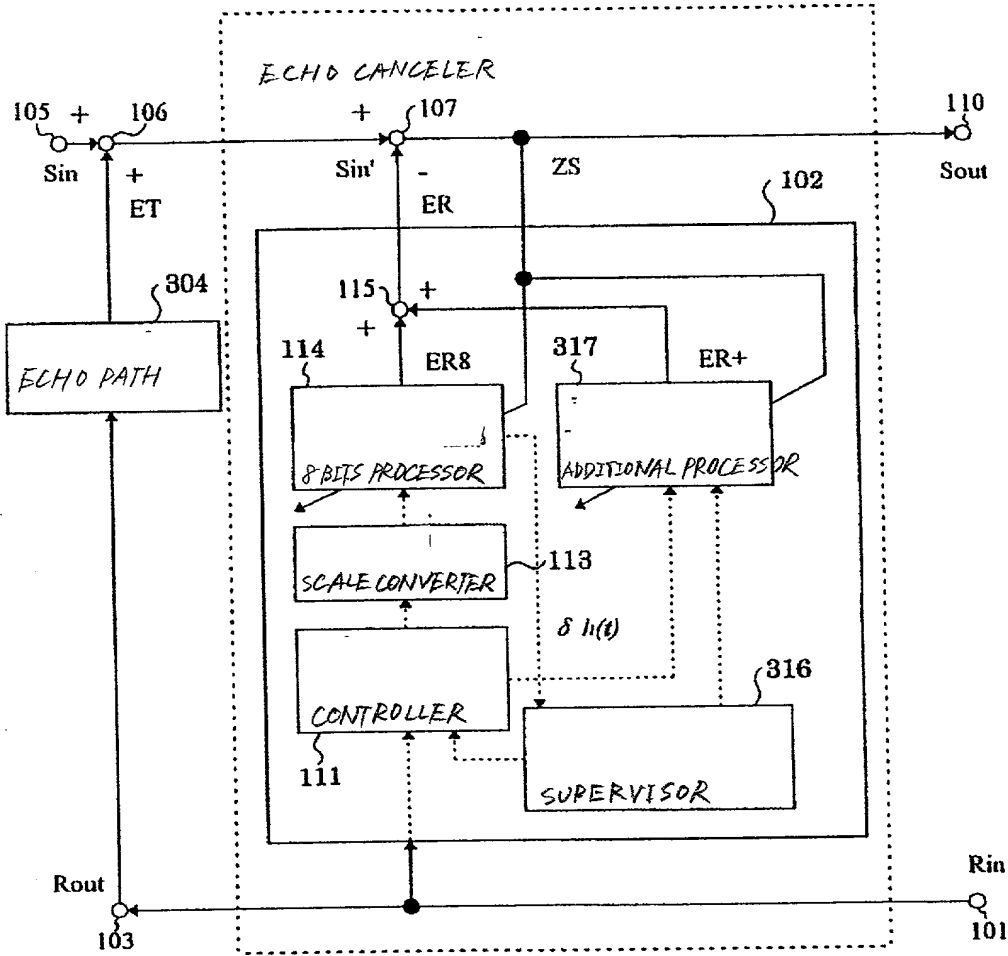 ECHO CANCELER
105
+
106
+
107
110
Sin
+
ET
Sin'
-
ER
ZS
Sout
102
304
115
+
+
ECHO PATH
114
ER8
317
ER+
8 BITS PROCESSOR
ADDITIONAL PROCESSOR
SCALE CONVERTER
113
δ h(t)
CONTROLLER
111
316
SUPERVISOR
Rout
103
Rin
101